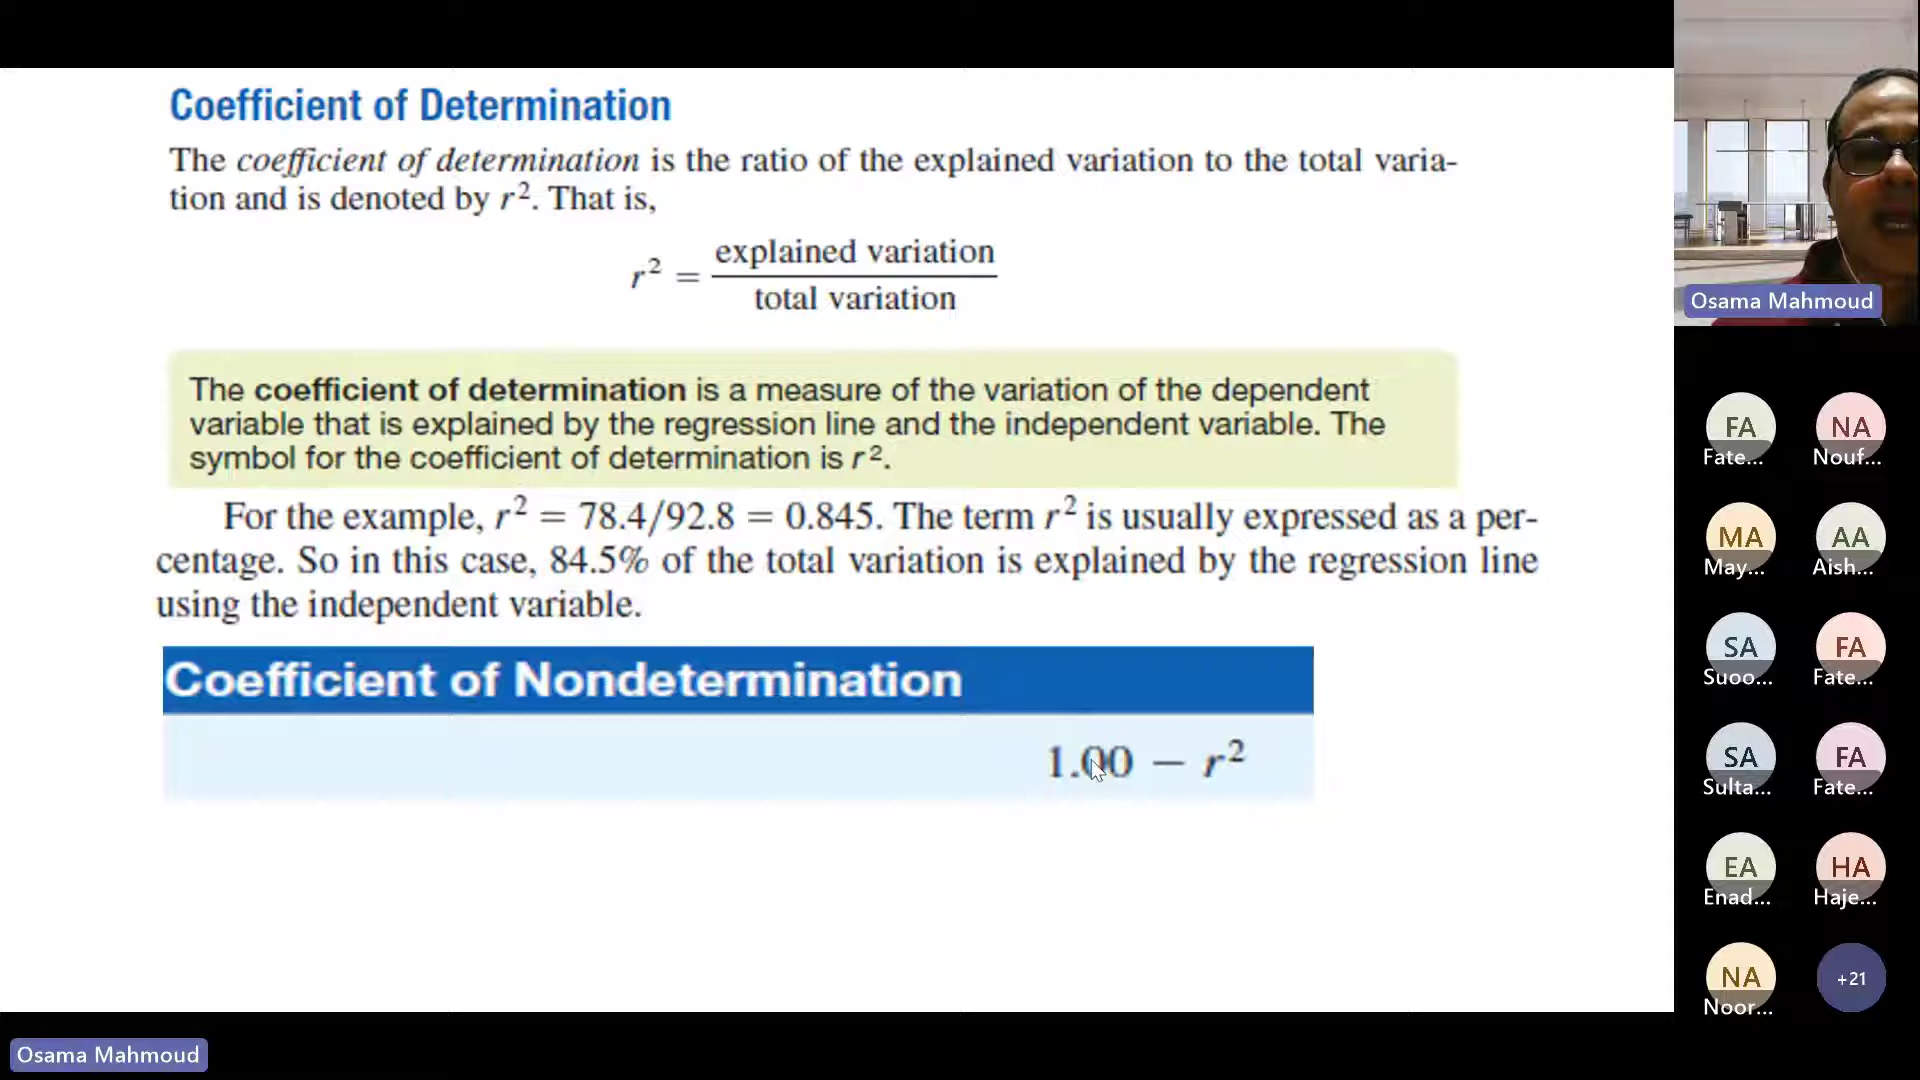 Coefficient of Determination
The coefficient of determination is the ratio of the explained variation to the total varia-
tion and is denoted by r². That is,
r² = explained variation / total variation
The coefficient of determination is a measure of the variation of the dependent
variable that is explained by the regression line and the independent variable. The
symbol for the coefficient of determination is r².
For the example, r² = 78.4/92.8 = 0.845. The term r² is usually expressed as a per-
centage. So in this case, 84.5% of the total variation is explained by the regression line
using the independent variable.
Coefficient of Nondetermination
1.00 − r²
Osama Mahmoud
FA
Fate...
NA
Nouf...
MA
May...
AA
Aish...
SA
Suoo...
FA
Fate...
SA
Sulta...
FA
Fate...
EA
Enad...
HA
Haje...
NA
Noor...
+21
Osama Mahmoud